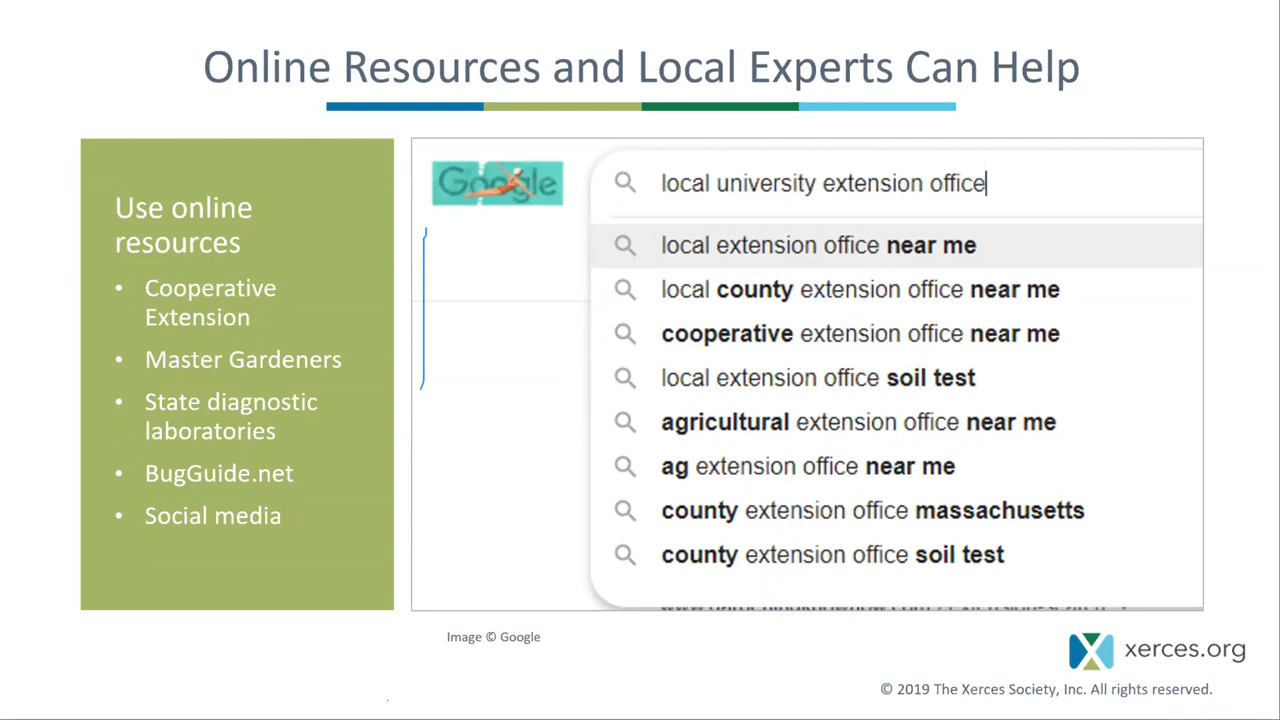 Online Resources and Local Experts Can Help
Use online
resources
• Cooperative
Extension
• Master Gardeners
• State diagnostic
laboratories
• BugGuide.net
• Social media
Google
local university extension office
local extension office near me
local county extension office near me
cooperative extension office near me
local extension office soil test
agricultural extension office near me
ag extension office near me
county extension office massachusetts
county extension office soil test
Image © Google
xerces.org
© 2019 The Xerces Society, Inc. All rights reserved.